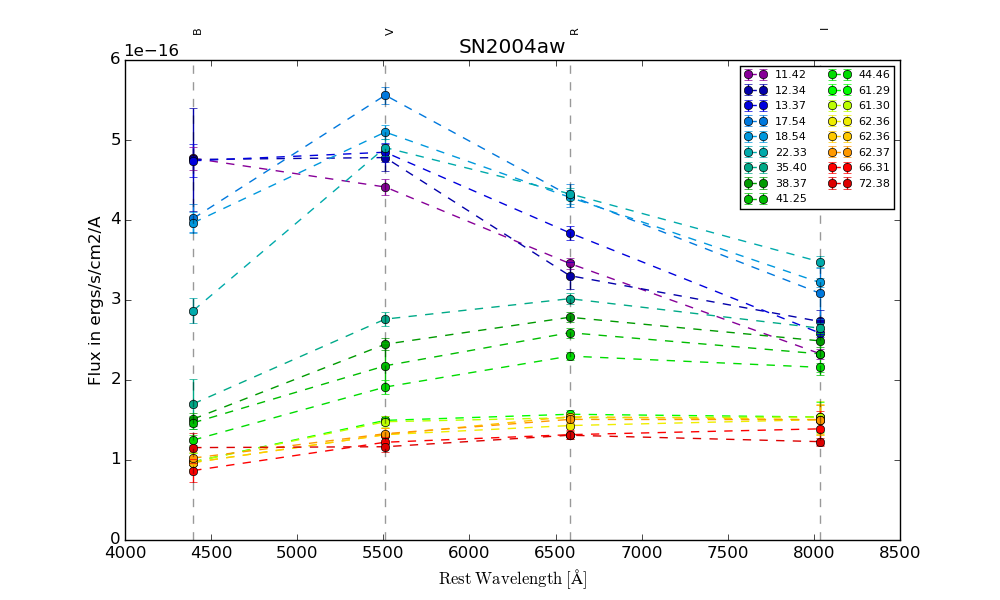 B V R I
1e−16
SN2004aw
11.42 44.46
12.34 61.29
13.37 61.30
17.54 62.36
18.54 62.36
22.33 62.37
35.40 66.31
38.37 72.38
41.25
6
5
4
3
2
1
0
Flux in ergs/s/cm2/A
4000 4500 5000 5500 6000 6500 7000 7500 8000 8500
Rest Wavelength [Å]